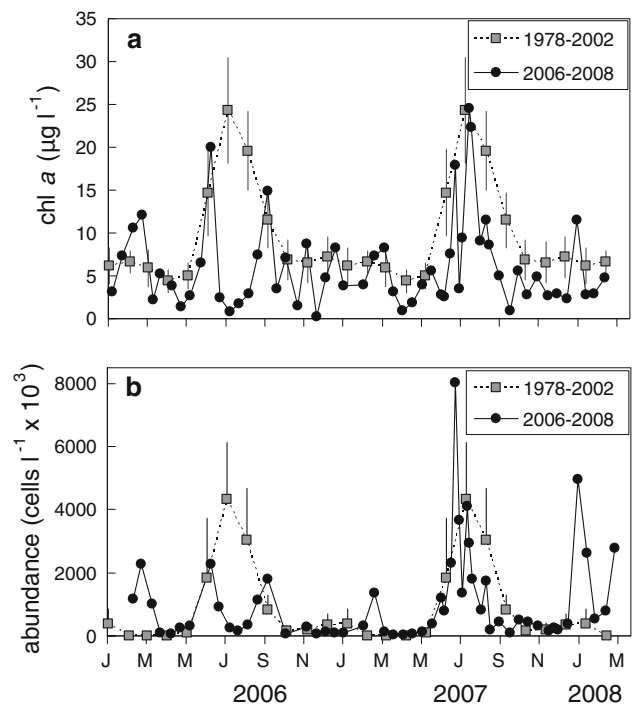 a
1978-2002
2006-2008
chl a (µg l⁻¹)
35
30
25
20
15
10
5
0
J M M J S N J M M J S N J M
b
1978-2002
2006-2008
abundance (cells l⁻¹ x 10³)
8000
6000
4000
2000
0
J M M J S N J M M J S N J M
2006 2007 2008